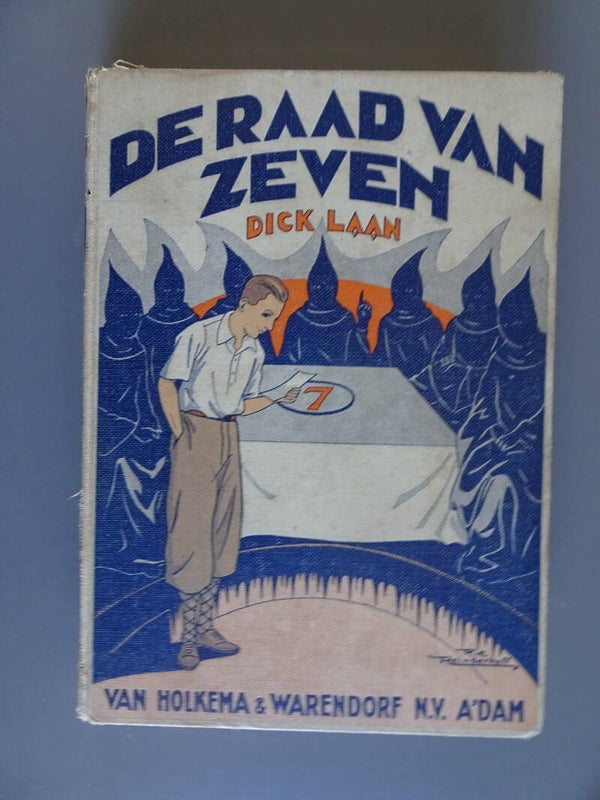 DE RAAD VAN
ZEVEN
DICK LAAN
7
VAN HOLKEMA & WARENDORF N.V. A'DAM